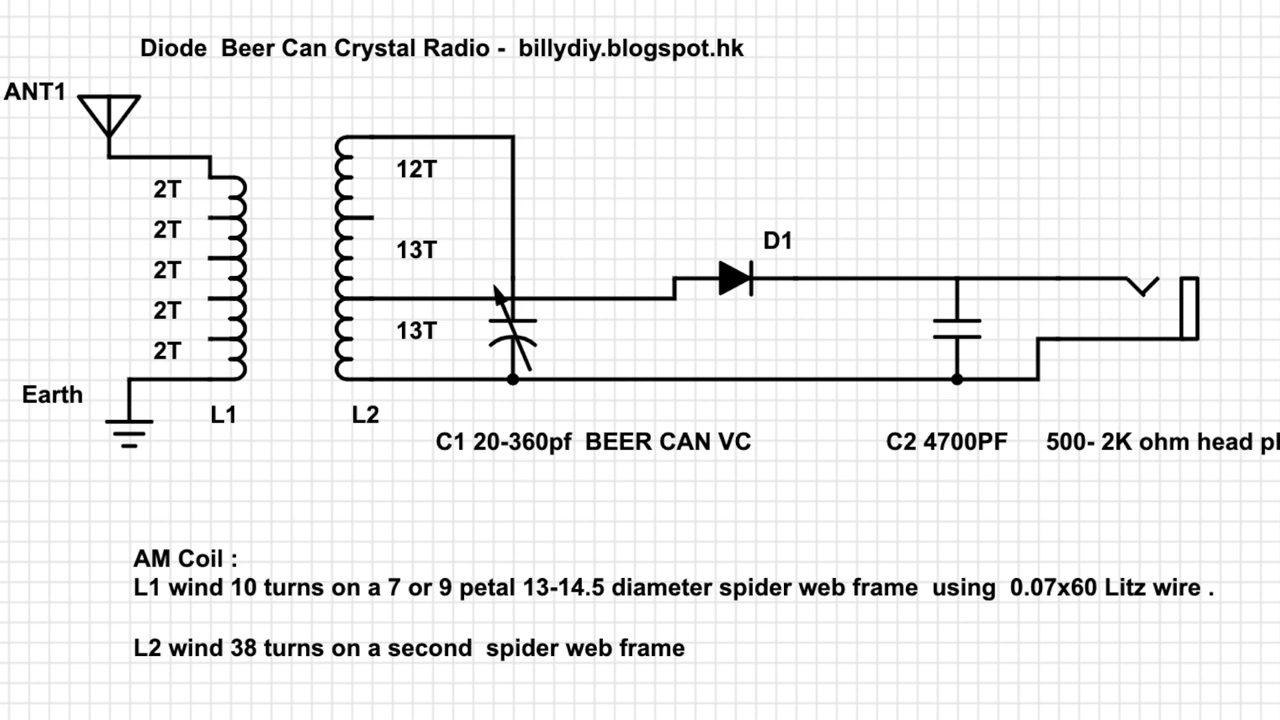 Diode  Beer Can Crystal Radio -  billydiy.blogspot.hk
ANT1
2T
2T
2T
2T
2T
12T
13T
13T
D1
Earth
L1
L2
C1 20-360pf  BEER CAN VC
C2 4700PF
500- 2K ohm head
AM Coil :
L1 wind 10 turns on a 7 or 9 petal 13-14.5 diameter spider web frame  using  0.07x60 Litz wire .
L2 wind 38 turns on a second  spider web frame